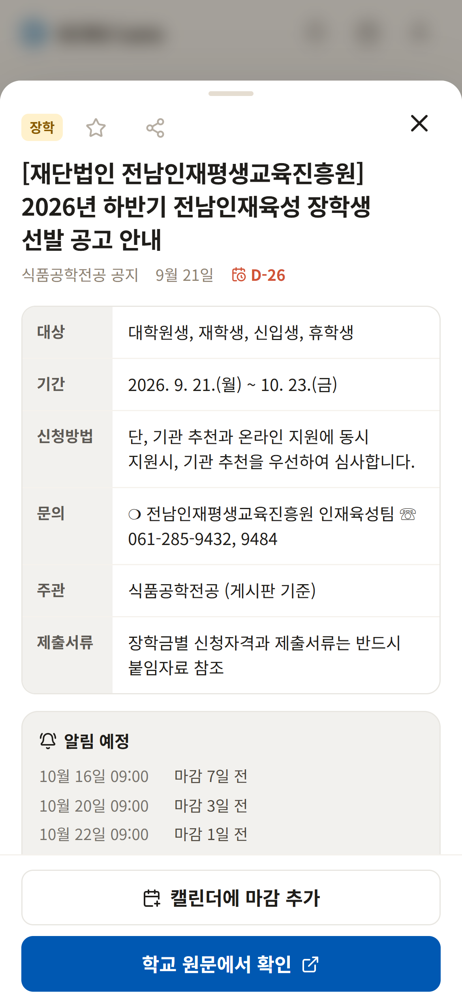 장학
[재단법인 전남인재평생교육진흥원]
2026년 하반기 전남인재육성 장학생
선발 공고 안내
식품공학전공 공지 9월 21일 D-26
대상 대학원생, 재학생, 신입생, 휴학생
기간 2026. 9. 21.(월) ~ 10. 23.(금)
신청방법 단, 기관 추천과 온라인 지원에 동시
지원시, 기관 추천을 우선하여 심사합니다.
문의 ❍ 전남인재평생교육진흥원 인재육성팀 ☏
061-285-9432, 9484
주관 식품공학전공 (게시판 기준)
제출서류 장학금별 신청자격과 제출서류는 반드시
붙임자료 참조
알림 예정
10월 16일 09:00 마감 7일 전
10월 20일 09:00 마감 3일 전
10월 22일 09:00 마감 1일 전
캘린더에 마감 추가
학교 원문에서 확인